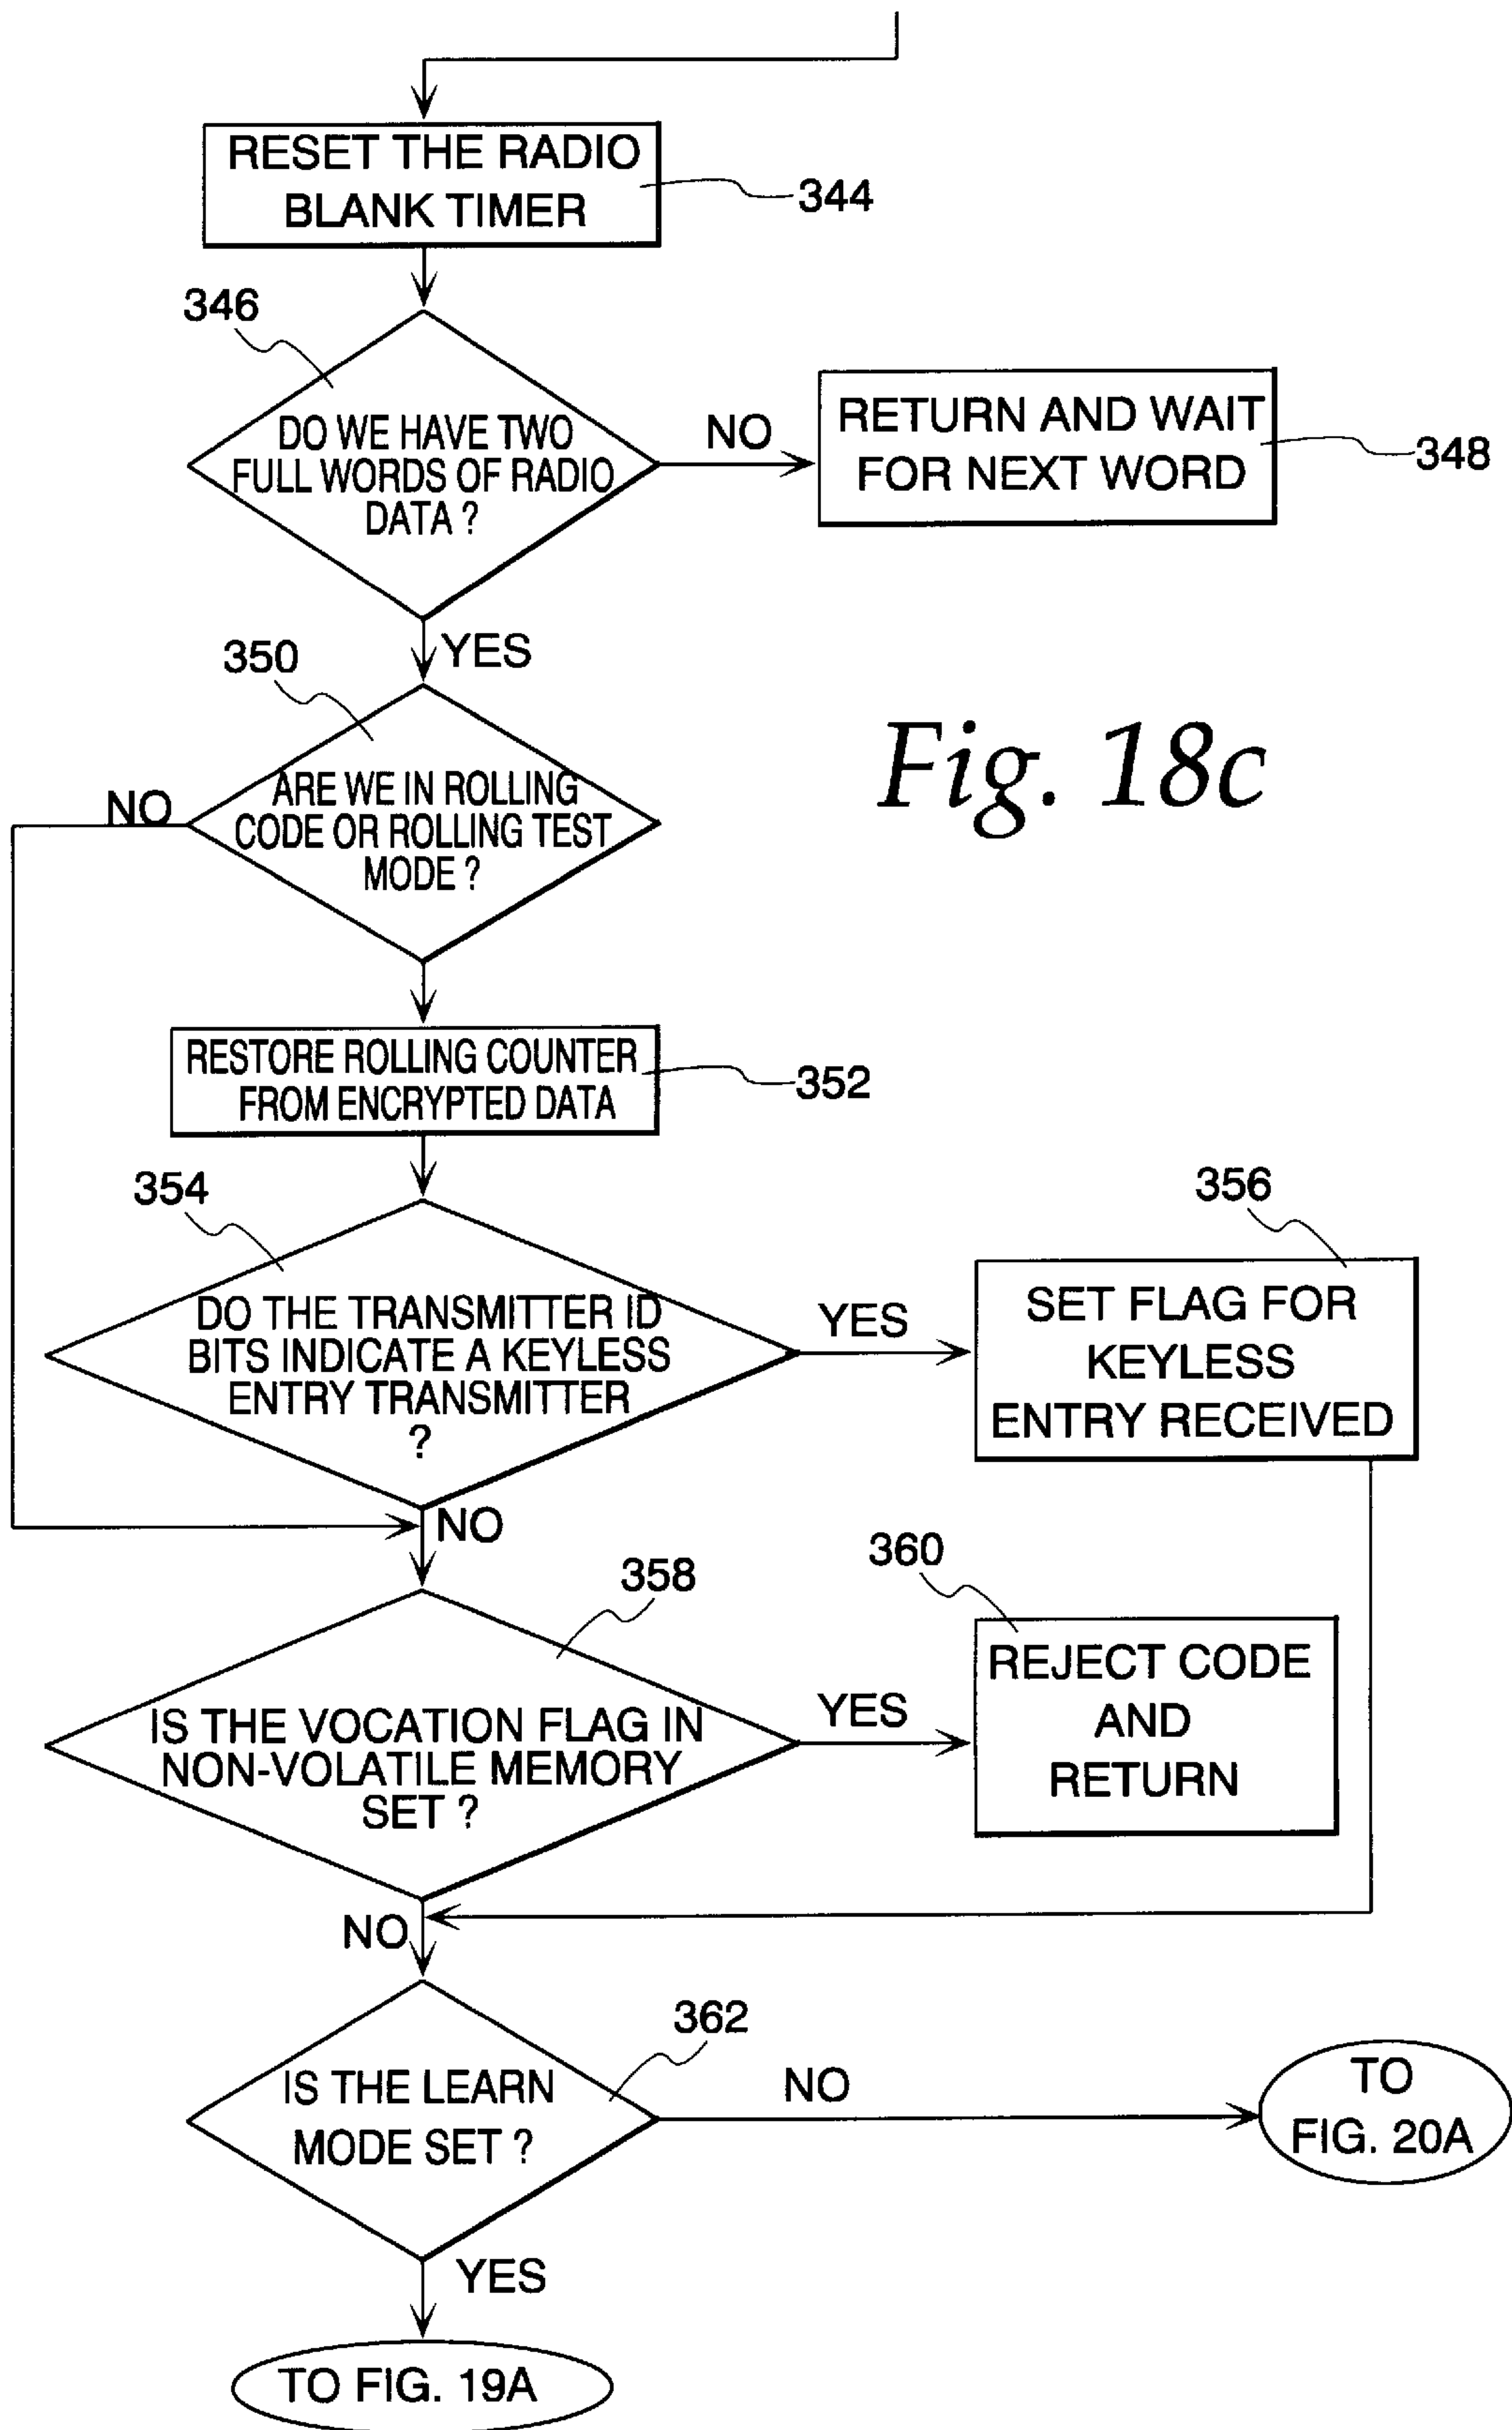 RESET THE RADIO
BLANK TIMER
344
346
DO WE HAVE TWO
FULL WORDS OF RADIO
DATA ?
NO
RETURN AND WAIT
FOR NEXT WORD
348
YES
350
ARE WE IN ROLLING
CODE OR ROLLING TEST
MODE ?
NO
Fig. 18c
RESTORE ROLLING COUNTER
FROM ENCRYPTED DATA
352
354
DO THE TRANSMITTER ID
BITS INDICATE A KEYLESS
ENTRY TRANSMITTER
?
YES
356
SET FLAG FOR
KEYLESS
ENTRY RECEIVED
NO
358
IS THE VOCATION FLAG IN
NON-VOLATILE MEMORY
SET ?
YES
360
REJECT CODE
AND
RETURN
NO
362
IS THE LEARN
MODE SET ?
NO
TO
FIG. 20A
YES
TO FIG. 19A